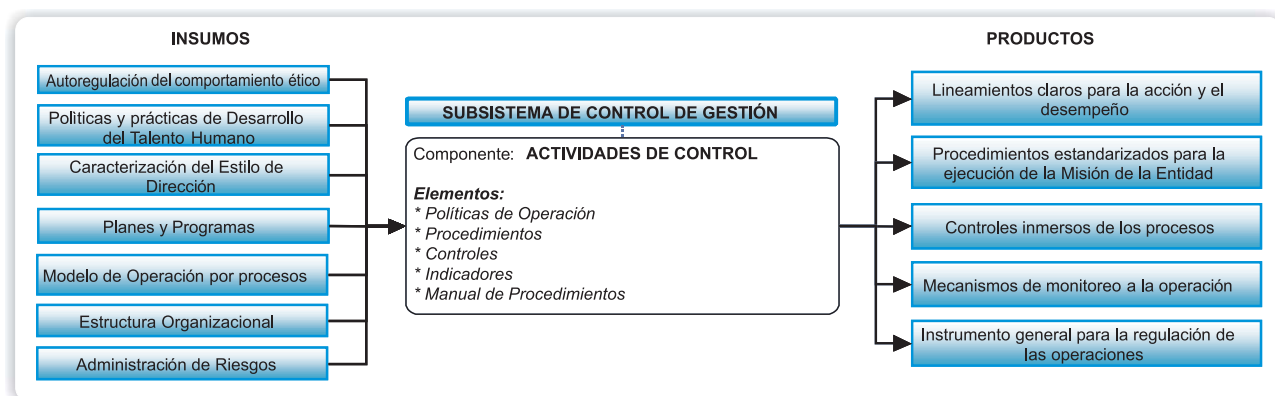 INSUMOS
Autoregulación del comportamiento ético
Politicas y prácticas de Desarrollo
del Talento Humano
Caracterización del Estilo de
Dirección
Planes y Programas
Modelo de Operación por procesos
Estructura Organizacional
Administración de Riesgos
SUBSISTEMA DE CONTROL DE GESTIÓN
Componente: ACTIVIDADES DE CONTROL
Elementos:
* Políticas de Operación
* Procedimientos
* Controles
* Indicadores
* Manual de Procedimientos
PRODUCTOS
Lineamientos claros para la acción y el
desempeño
Procedimientos estandarizados para la
ejecución de la Misión de la Entidad
Controles inmersos de los procesos
Mecanismos de monitoreo a la operación
Instrumento general para la regulación de
las operaciones